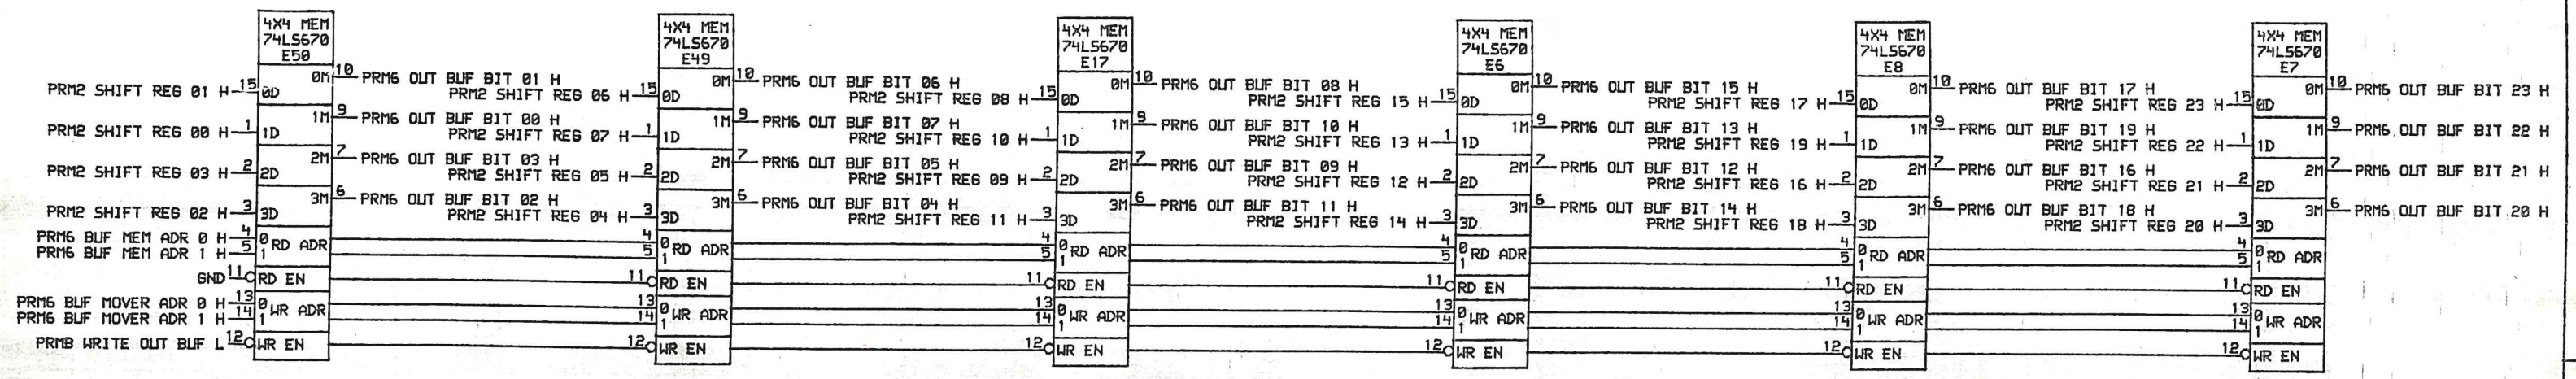 4X4 MEM
74LS670
E50
0M 10 PRM6 OUT BUF BIT 01 H
PRM2 SHIFT REG 01 H 15 0D
1M 9 PRM6 OUT BUF BIT 00 H
PRM2 SHIFT REG 00 H 1 1D
2M 7 PRM6 OUT BUF BIT 03 H
PRM2 SHIFT REG 03 H 2 2D
3M 6 PRM6 OUT BUF BIT 02 H
PRM2 SHIFT REG 02 H 3 3D
PRM6 BUF MEM ADR 0 H 4 0 RD ADR
PRM6 BUF MEM ADR 1 H 5 1
GND 11 RD EN
PRM6 BUF MOVER ADR 0 H 13 0 WR ADR
PRM6 BUF MOVER ADR 1 H 14 1
PRMB WRITE OUT BUF L 12 WR EN
4X4 MEM
74LS670
E49
0M 10 PRM6 OUT BUF BIT 06 H
PRM2 SHIFT REG 06 H 15 0D
1M 9 PRM6 OUT BUF BIT 07 H
PRM2 SHIFT REG 07 H 1 1D
2M 7 PRM6 OUT BUF BIT 05 H
PRM2 SHIFT REG 05 H 2 2D
3M 6 PRM6 OUT BUF BIT 04 H
PRM2 SHIFT REG 04 H 3 3D
4 0 RD ADR
5 1
11 RD EN
13 0 WR ADR
14 1
12 WR EN
4X4 MEM
74LS670
E17
0M 10 PRM6 OUT BUF BIT 08 H
PRM2 SHIFT REG 08 H 15 0D
1M 9 PRM6 OUT BUF BIT 10 H
PRM2 SHIFT REG 10 H 1 1D
2M 7 PRM6 OUT BUF BIT 09 H
PRM2 SHIFT REG 09 H 2 2D
3M 6 PRM6 OUT BUF BIT 11 H
PRM2 SHIFT REG 11 H 3 3D
4 0 RD ADR
5 1
11 RD EN
13 0 WR ADR
14 1
12 WR EN
4X4 MEM
74LS670
E6
0M 10 PRM6 OUT BUF BIT 15 H
PRM2 SHIFT REG 15 H 15 0D
1M 9 PRM6 OUT BUF BIT 13 H
PRM2 SHIFT REG 13 H 1 1D
2M 7 PRM6 OUT BUF BIT 12 H
PRM2 SHIFT REG 12 H 2 2D
3M 6 PRM6 OUT BUF BIT 14 H
PRM2 SHIFT REG 14 H 3 3D
4 0 RD ADR
5 1
11 RD EN
13 0 WR ADR
14 1
12 WR EN
4X4 MEM
74LS670
E8
0M 10 PRM6 OUT BUF BIT 17 H
PRM2 SHIFT REG 17 H 15 0D
1M 9 PRM6 OUT BUF BIT 19 H
PRM2 SHIFT REG 19 H 1 1D
2M 7 PRM6 OUT BUF BIT 16 H
PRM2 SHIFT REG 16 H 2 2D
3M 6 PRM6 OUT BUF BIT 18 H
PRM2 SHIFT REG 18 H 3 3D
4 0 RD ADR
5 1
11 RD EN
13 0 WR ADR
14 1
12 WR EN
4X4 MEM
74LS670
E7
0M 10 PRM6 OUT BUF BIT 23 H
PRM2 SHIFT REG 23 H 15 0D
1M 9 PRM6 OUT BUF BIT 22 H
PRM2 SHIFT REG 22 H 1 1D
2M 7 PRM6 OUT BUF BIT 21 H
PRM2 SHIFT REG 21 H 2 2D
3M 6 PRM6 OUT BUF BIT 20 H
PRM2 SHIFT REG 20 H 3 3D
4 0 RD ADR
5 1
11 RD EN
13 0 WR ADR
14 1
12 WR EN